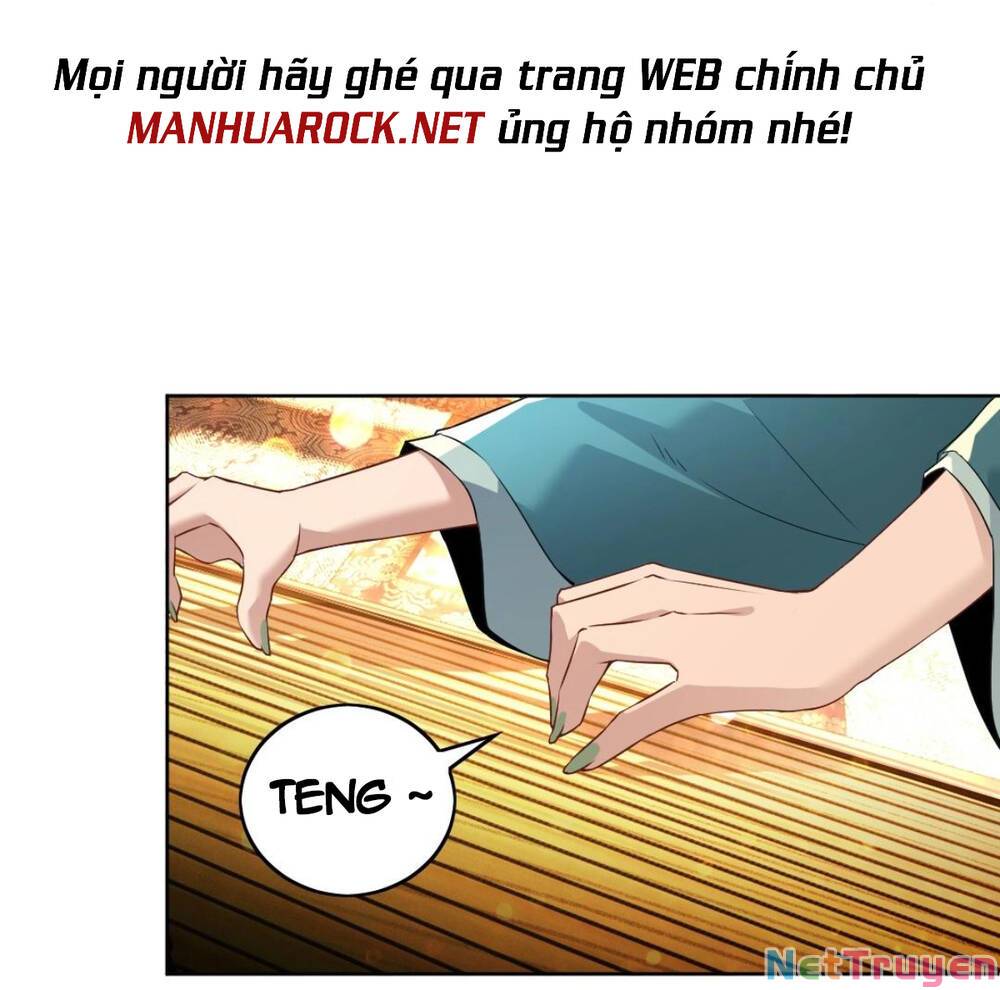 Mọi người hãy ghé qua trang WEB chính chủ
MANHUAROCK.NET ủng hộ nhóm nhé!
TENG ~
NetTruyen